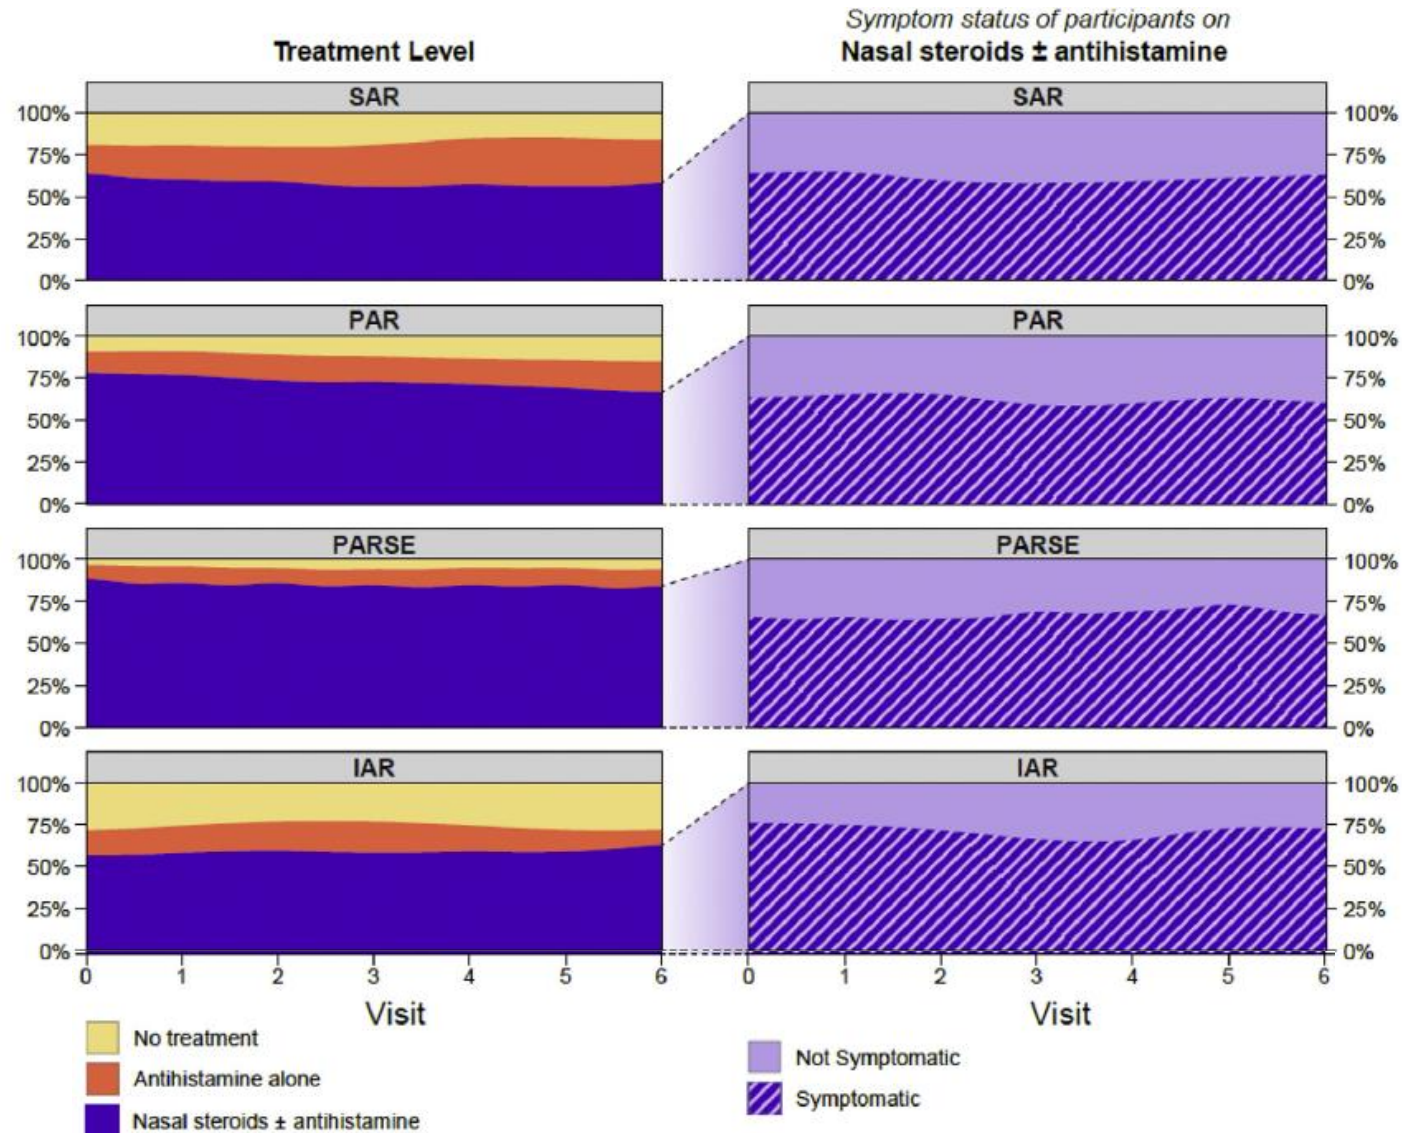 Symptom status of participants on
Treatment Level
Nasal steroids ± antihistamine
SAR
SAR
100%
75%
50%
25%
0%
100%
75%
50%
25%
0%
PAR
PAR
100%
75%
50%
25%
0%
100%
75%
50%
25%
0%
PARSE
PARSE
100%
75%
50%
25%
0%
100%
75%
50%
25%
0%
IAR
IAR
100%
75%
50%
25%
0%
100%
75%
50%
25%
0%
0 1 2 3 4 5 6
0 1 2 3 4 5 6
Visit
Visit
No treatment
Antihistamine alone
Nasal steroids ± antihistamine
Not Symptomatic
Symptomatic